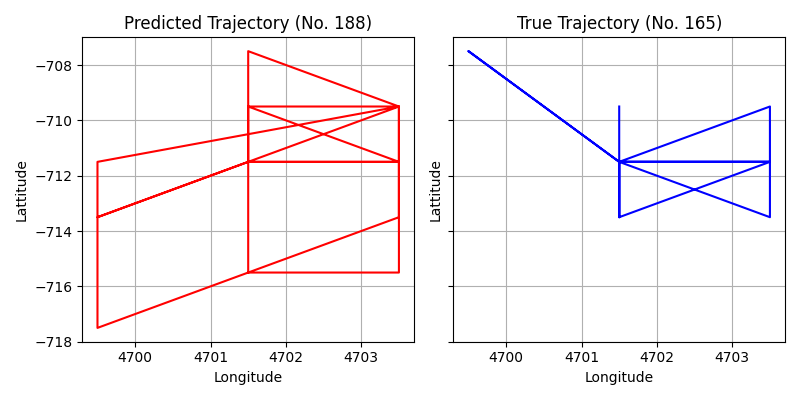 Predicted Trajectory (No. 188)
True Trajectory (No. 165)
−708
−710
−712
−714
−716
−718
Lattitude
Lattitude
4700 4701 4702 4703
4700 4701 4702 4703
Longitude
Longitude